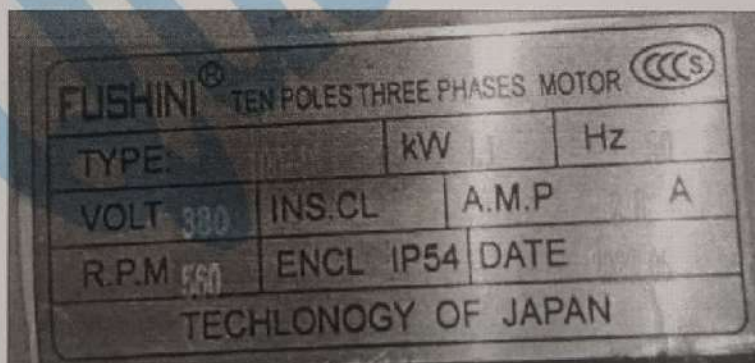 FUSHINI® TEN POLES THREE PHASES MOTOR CCCS
TYPE: kW Hz
VOLT 380 INS.CL A.M.P A
R.P.M 560 ENCL IP54 DATE
TECHLONOGY OF JAPAN